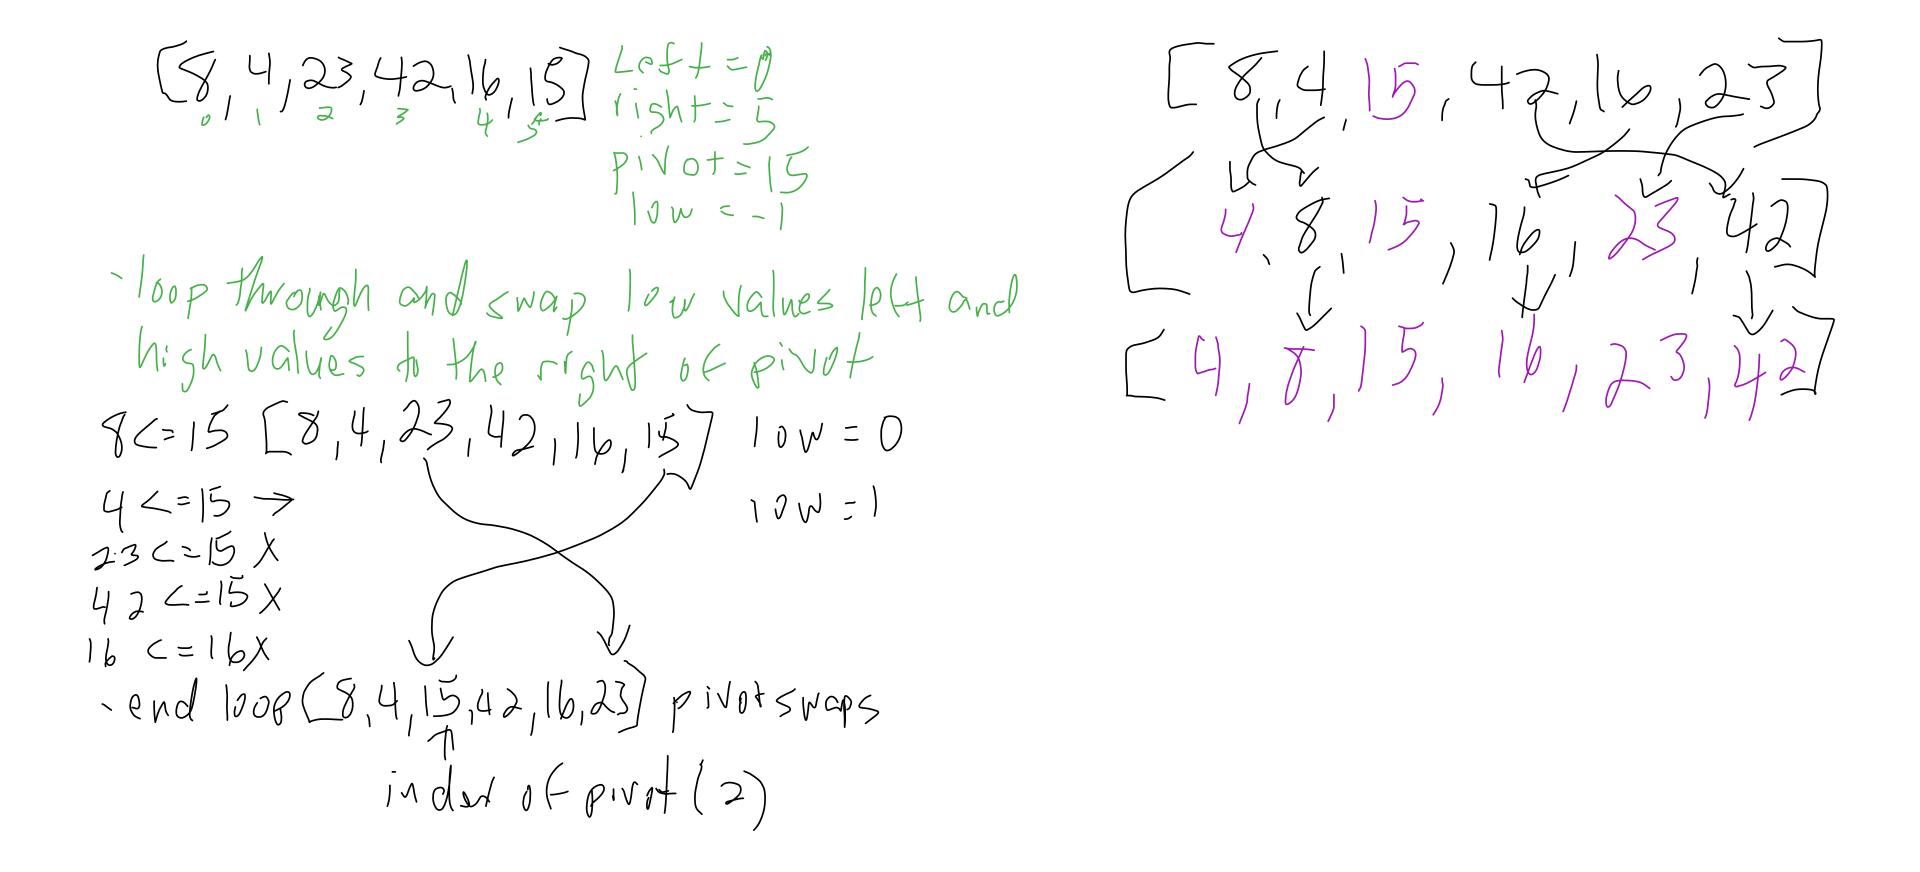 [8, 4, 23, 42, 16, 15]
0 1 2 3 4 5
Left = 0
right = 5
pivot = 15
low = -1
- loop through and swap low values left and
high values to the right of pivot
8 <= 15 [8, 4, 23, 42, 16, 15] low = 0
4 <= 15 → low = 1
23 <= 15 X
42 <= 15 X
16 <= 16 X
- end loop [8, 4, 15, 42, 16, 23] pivot swaps
↑
index of pivot (2)
[8, 4, 15, 42, 16, 23]
[4, 8, 15, 16, 23, 42]
[4, 8, 15, 16, 23, 42]